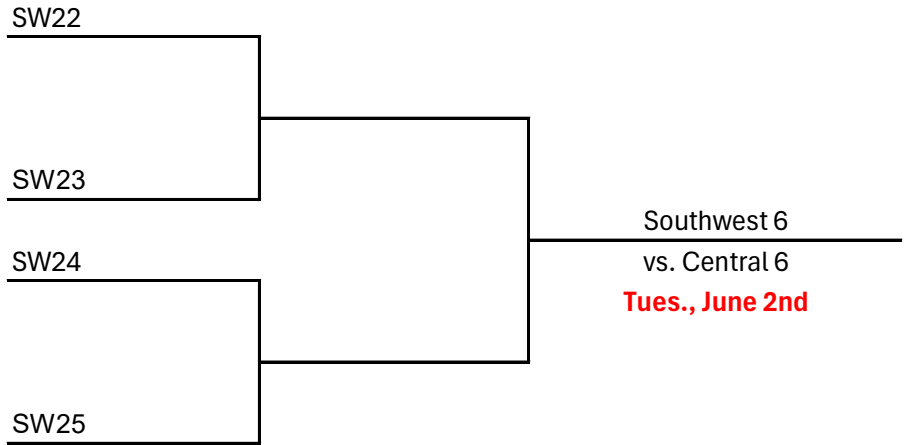 SW22
SW23
Southwest 6
SW24
vs. Central 6
Tues., June 2nd
SW25